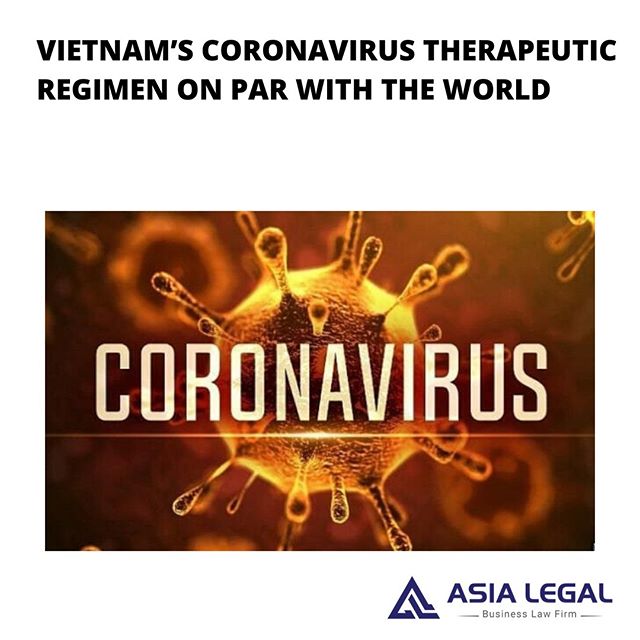 VIETNAM’S CORONAVIRUS THERAPEUTIC
REGIMEN ON PAR WITH THE WORLD
CORONAVIRUS
ASIA LEGAL
Business Law Firm